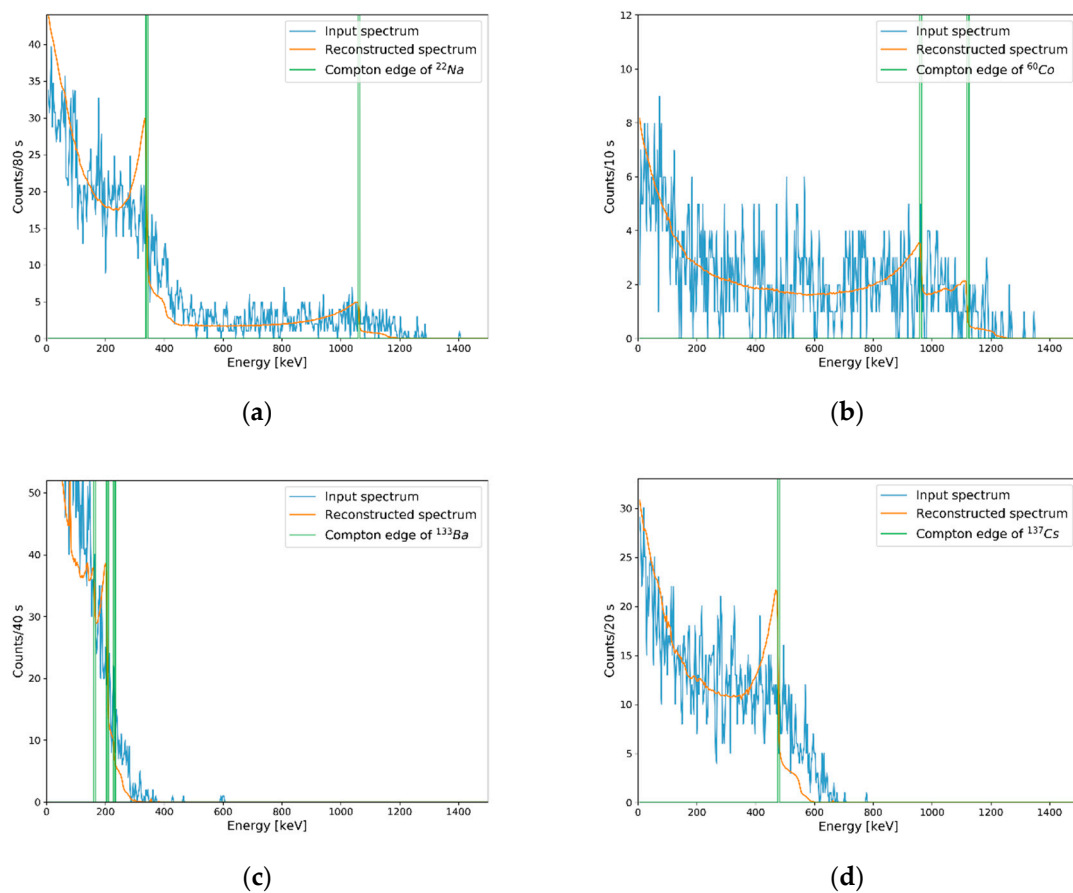 Input spectrum
Reconstructed spectrum
Compton edge of ²²Na
Counts/80 s
40
35
30
25
20
15
10
5
0
0 200 400 600 800 1000 1200 1400
Energy [keV]
(a)
Input spectrum
Reconstructed spectrum
Compton edge of ⁶⁰Co
Counts/10 s
12
10
8
6
4
2
0
0 200 400 600 800 1000 1200 1400
Energy [keV]
(b)
Input spectrum
Reconstructed spectrum
Compton edge of ¹³³Ba
Counts/40 s
50
40
30
20
10
0
0 200 400 600 800 1000 1200 1400
Energy [keV]
(c)
Input spectrum
Reconstructed spectrum
Compton edge of ¹³⁷Cs
Counts/20 s
30
25
20
15
10
5
0
0 200 400 600 800 1000 1200 1400
Energy [keV]
(d)